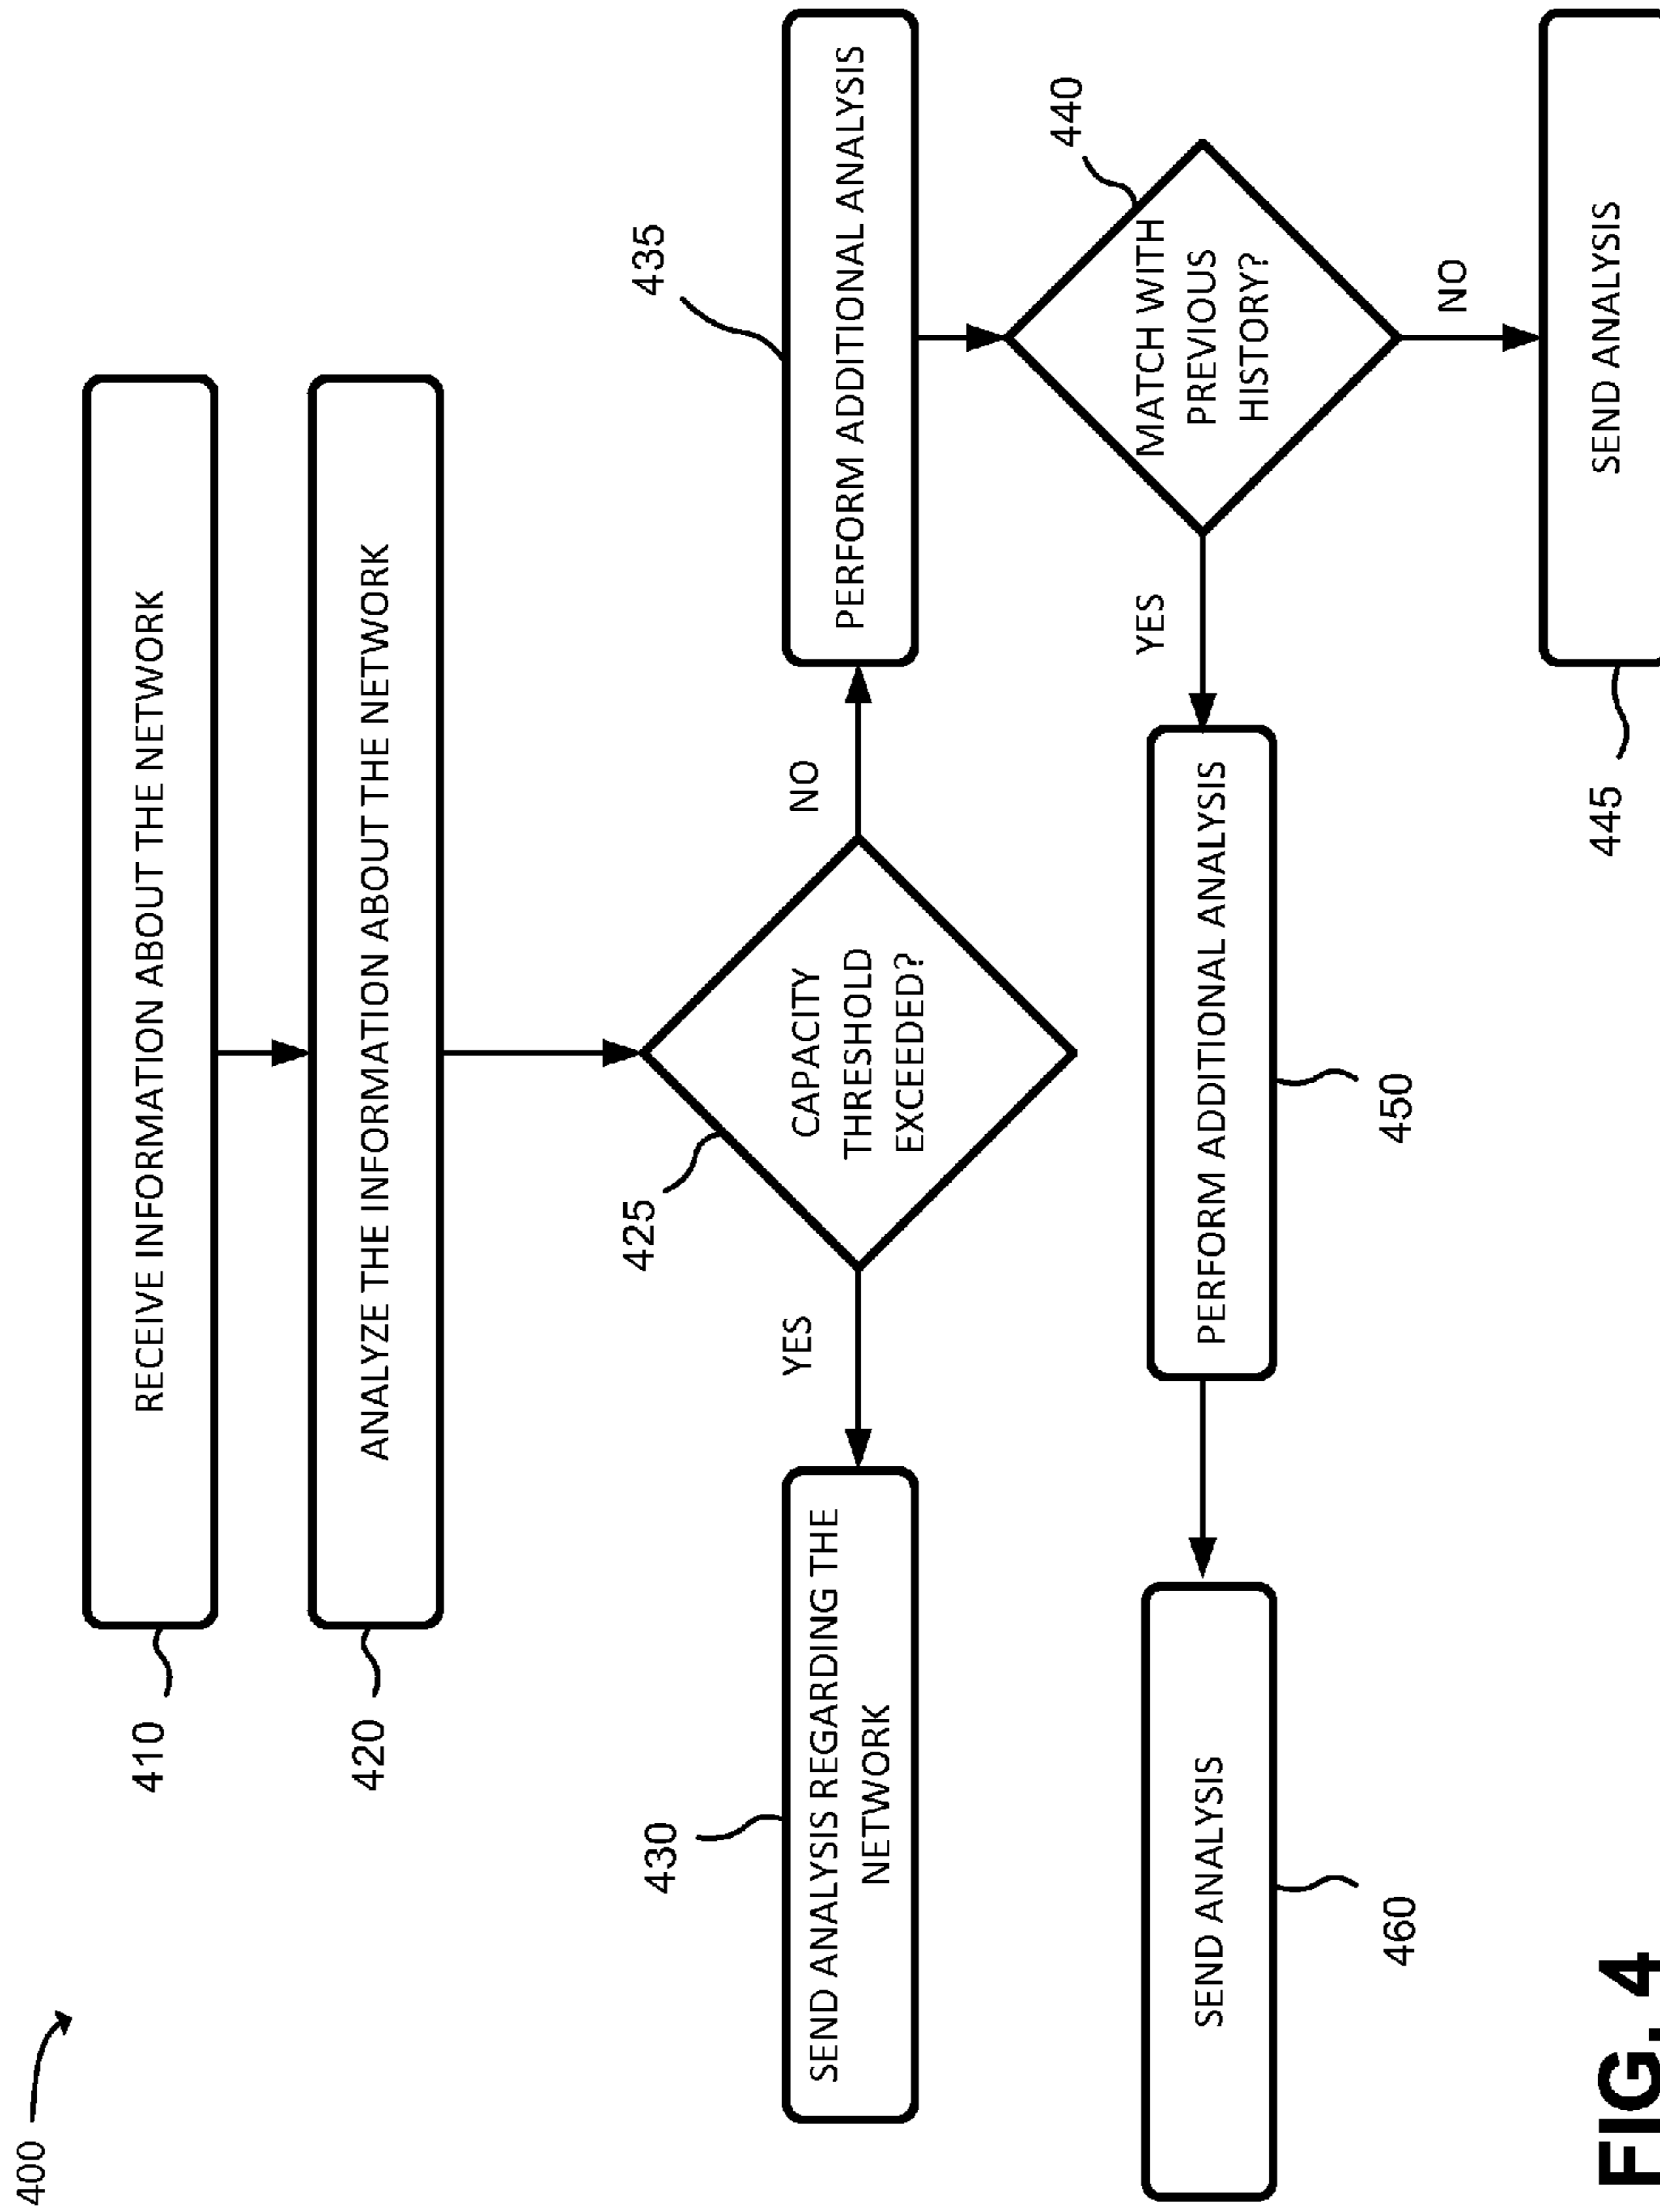 400
410
RECEIVE INFORMATION ABOUT THE NETWORK
420
ANALYZE THE INFORMATION ABOUT THE NETWORK
425
CAPACITY
THRESHOLD
EXCEEDED?
YES
NO
430
SEND ANALYSIS REGARDING THE
NETWORK
435
PERFORM ADDITIONAL ANALYSIS
440
MATCH WITH
PREVIOUS
HISTORY?
YES
NO
450
PERFORM ADDITIONAL ANALYSIS
460
SEND ANALYSIS
445
SEND ANALYSIS
FIG. 4